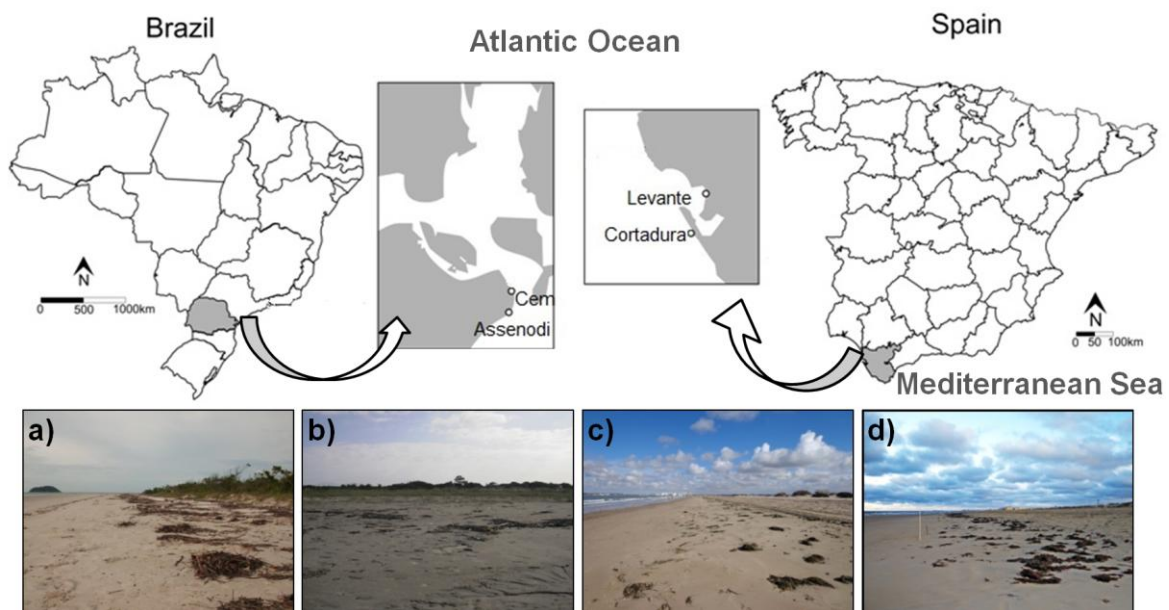 Brazil
Atlantic Ocean
Spain
Levante
Cortadura
Cem
Assenodi
N
0 500 1000km
N
0 50 100km
Mediterranean Sea
a)
b)
c)
d)